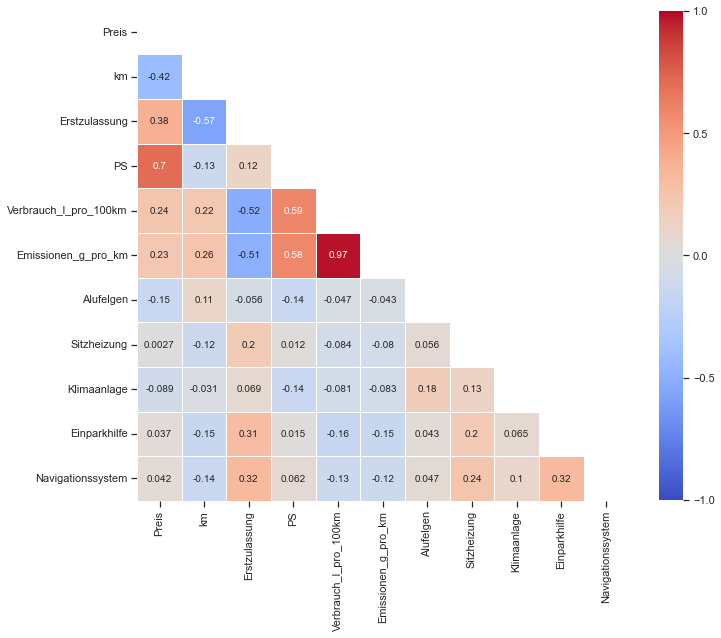 Preis
km -0.42
Erstzulassung 0.38 -0.57
PS 0.7 -0.13 0.12
Verbrauch_l_pro_100km 0.24 0.22 -0.52 0.59
Emissionen_g_pro_km 0.23 0.26 -0.51 0.58 0.97
Alufelgen -0.15 0.11 -0.056 -0.14 -0.047 -0.043
Sitzheizung 0.0027 -0.12 0.2 0.012 -0.084 -0.08 0.056
Klimaanlage -0.089 -0.031 0.069 -0.14 -0.081 -0.083 0.18 0.13
Einparkhilfe 0.037 -0.15 0.31 0.015 -0.16 -0.15 0.043 0.2 0.065
Navigationssystem 0.042 -0.14 0.32 0.062 -0.13 -0.12 0.047 0.24 0.1 0.32
Preis
km
Erstzulassung
PS
Verbrauch_l_pro_100km
Emissionen_g_pro_km
Alufelgen
Sitzheizung
Klimaanlage
Einparkhilfe
Navigationssystem
1.0
0.5
0.0
−0.5
−1.0